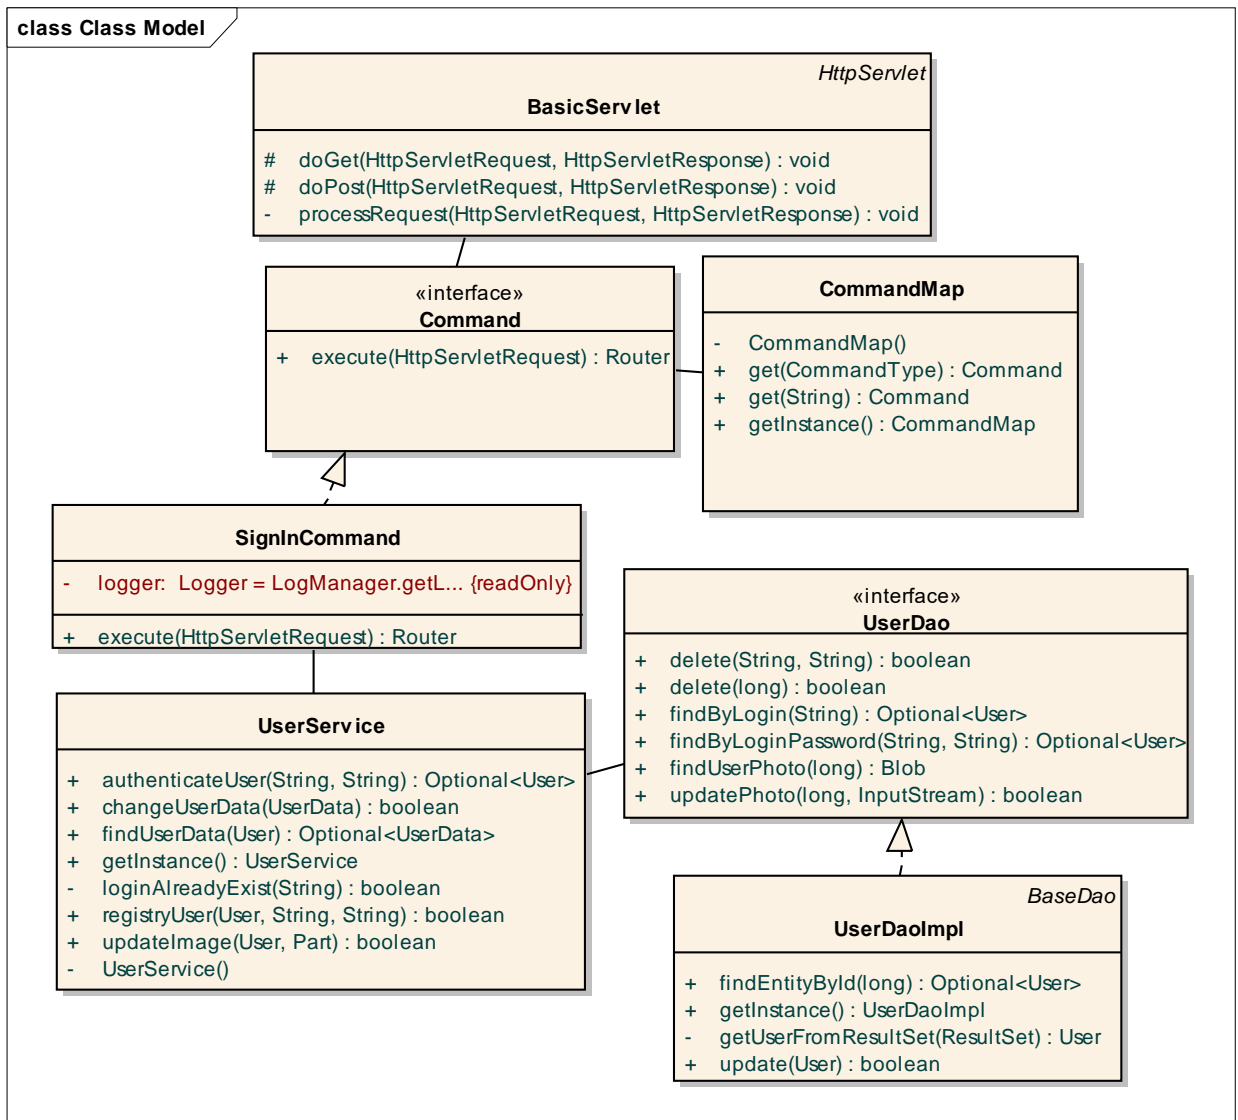 class Class Model
HttpServlet
BasicServlet
# doGet(HttpServletRequest, HttpServletResponse) : void
# doPost(HttpServletRequest, HttpServletResponse) : void
- processRequest(HttpServletRequest, HttpServletResponse) : void
«interface»
Command
+ execute(HttpServletRequest) : Router
CommandMap
- CommandMap()
+ get(CommandType) : Command
+ get(String) : Command
+ getInstance() : CommandMap
SignInCommand
- logger: Logger = LogManager.getL... {readOnly}
+ execute(HttpServletRequest) : Router
«interface»
UserDao
+ delete(String, String) : boolean
+ delete(long) : boolean
+ findByLogin(String) : Optional<User>
+ findByLoginPassword(String, String) : Optional<User>
+ findUserPhoto(long) : Blob
+ updatePhoto(long, InputStream) : boolean
UserService
+ authenticateUser(String, String) : Optional<User>
+ changeUserData(UserData) : boolean
+ findUserData(User) : Optional<UserData>
+ getInstance() : UserService
- loginAlreadyExist(String) : boolean
+ registryUser(User, String, String) : boolean
+ updateImage(User, Part) : boolean
- UserService()
BaseDao
UserDaoImpl
+ findEntityById(long) : Optional<User>
+ getInstance() : UserDaoImpl
- getUserFromResultSet(ResultSet) : User
+ update(User) : boolean